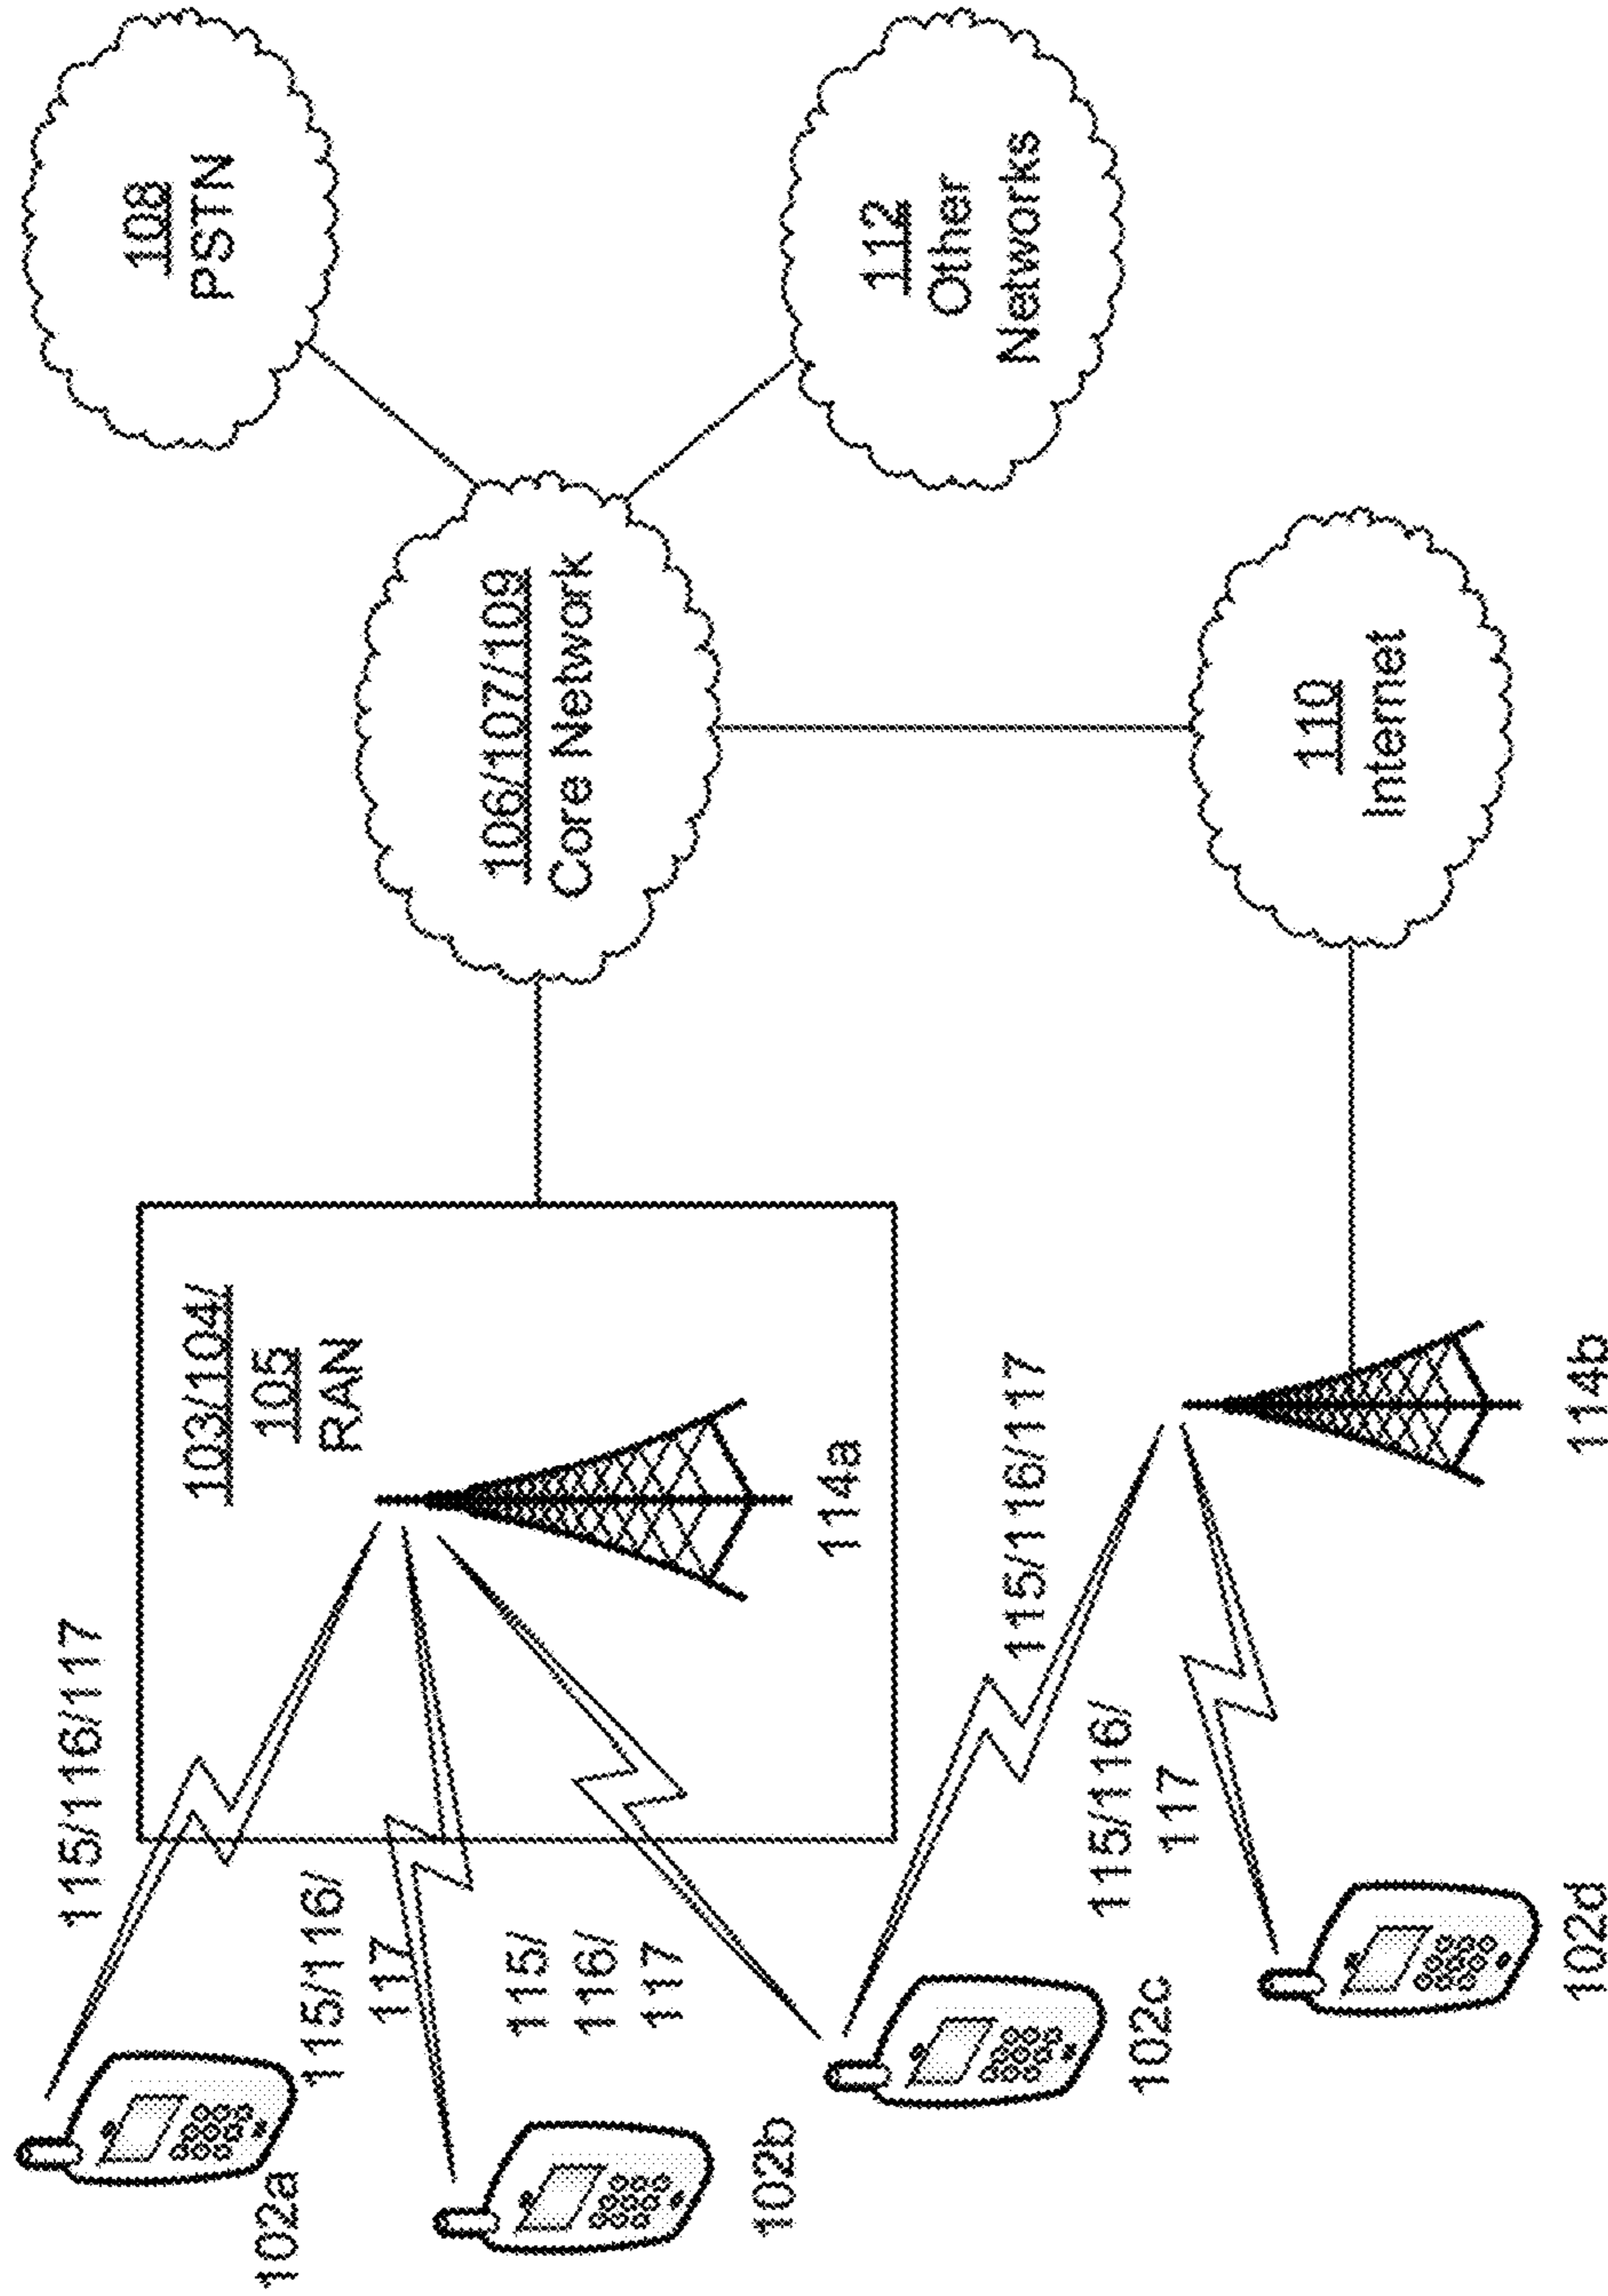 115/116/117
103/104/
105
RAN
114a
102a
115/116/
117
102b
115/
116/
117
106/107/109
Core Network
108
PSTN
112
Other
Networks
102c
115/116/117
115/116/
117
102d
114b
110
Internet